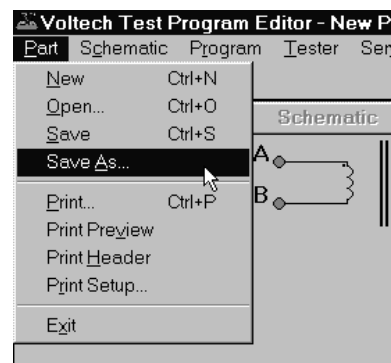 Voltech Test Program Editor - New P
Part Schematic Program Tester Ser
New Ctrl+N
Open... Ctrl+O
Save Ctrl+S
Save As...
Print... Ctrl+P
Print Preview
Print Header
Print Setup...
Exit
Schematic
A
B